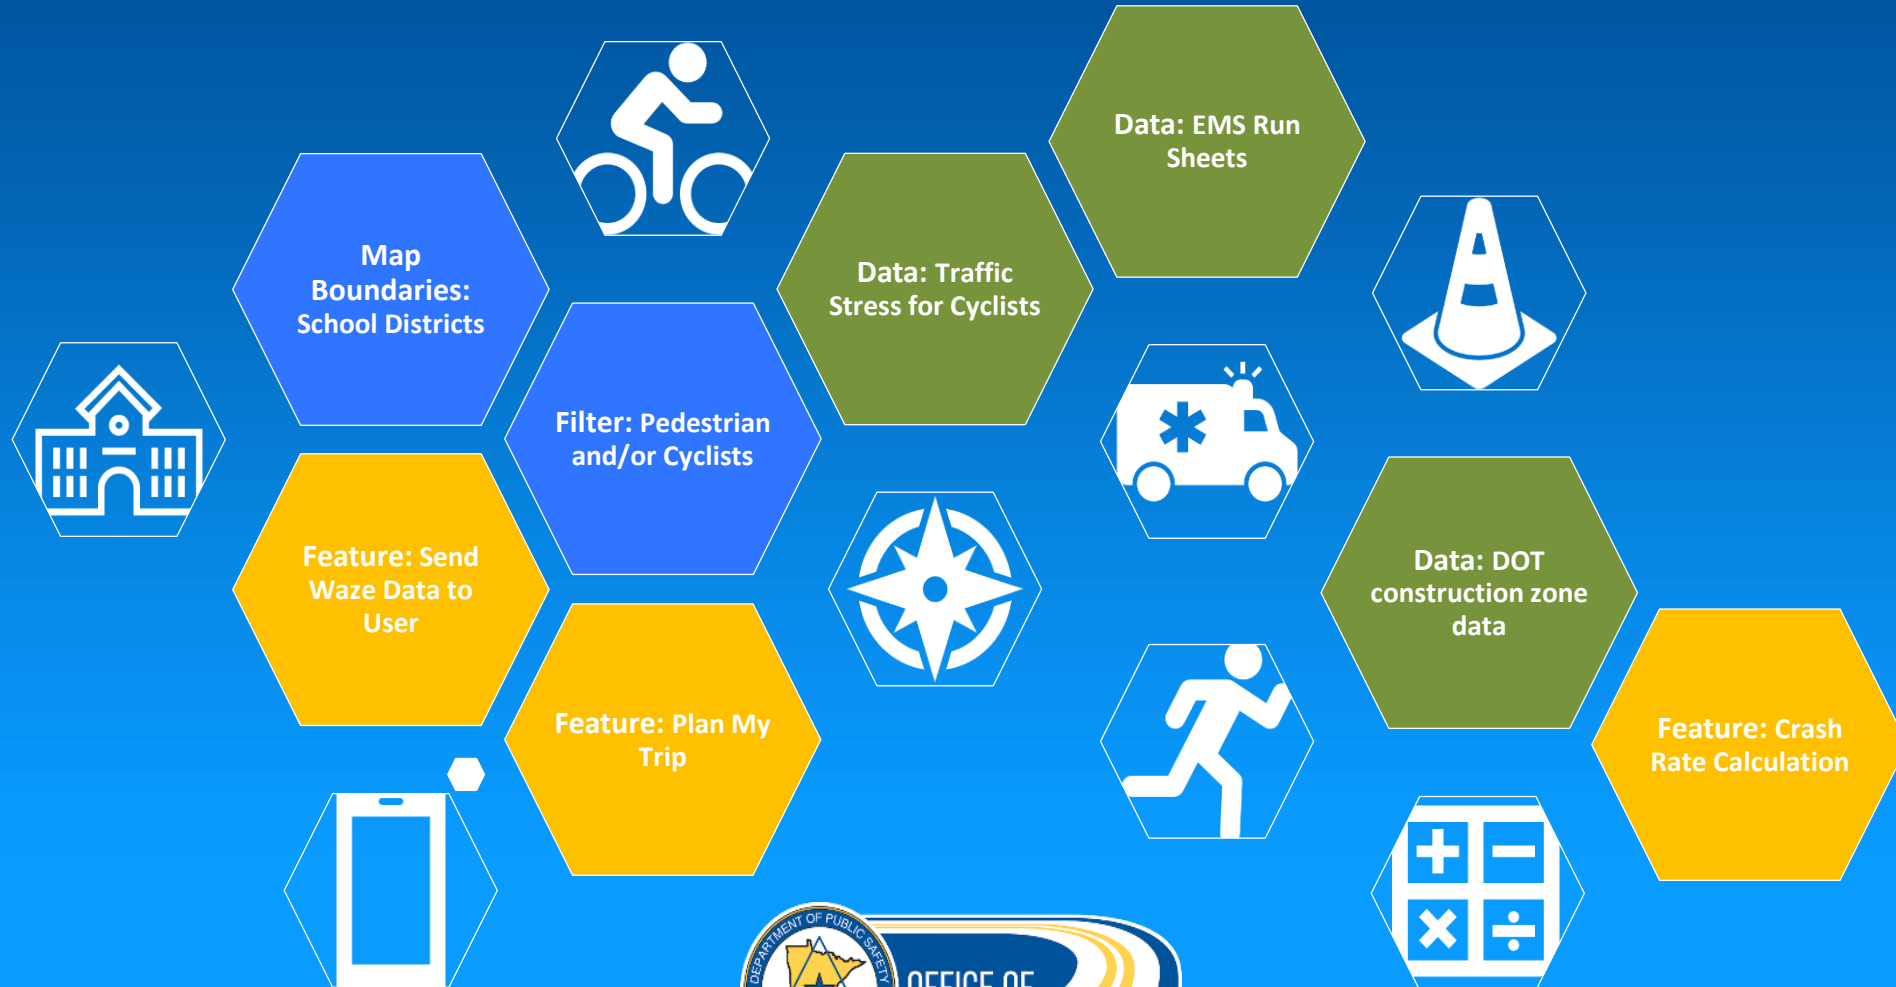 Data: EMS Run
Sheets
Map
Boundaries:
School Districts
Data: Traffic
Stress for Cyclists
Filter: Pedestrian
and/or Cyclists
Feature: Send
Waze Data to
User
Data: DOT
construction zone
data
Feature: Plan My
Trip
Feature: Crash
Rate Calculation
DEPARTMENT OF PUBLIC SAFETY
OFFICE OF